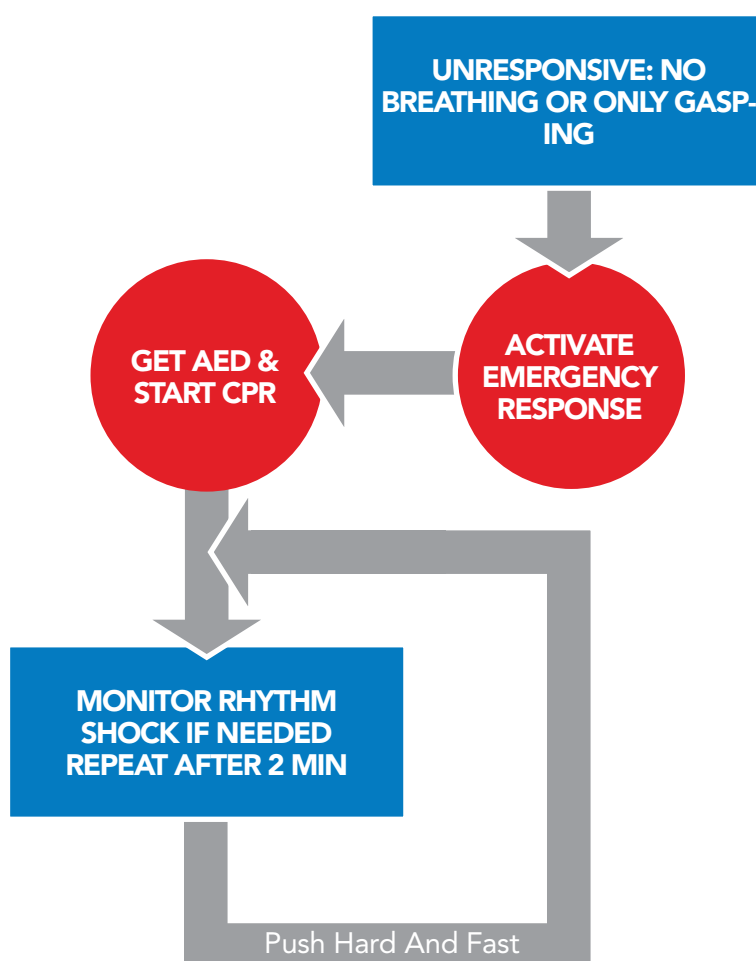 UNRESPONSIVE: NO
BREATHING OR ONLY GASP-
ING
ACTIVATE
EMERGENCY
RESPONSE
GET AED &
START CPR
MONITOR RHYTHM
SHOCK IF NEEDED
REPEAT AFTER 2 MIN
Push Hard And Fast